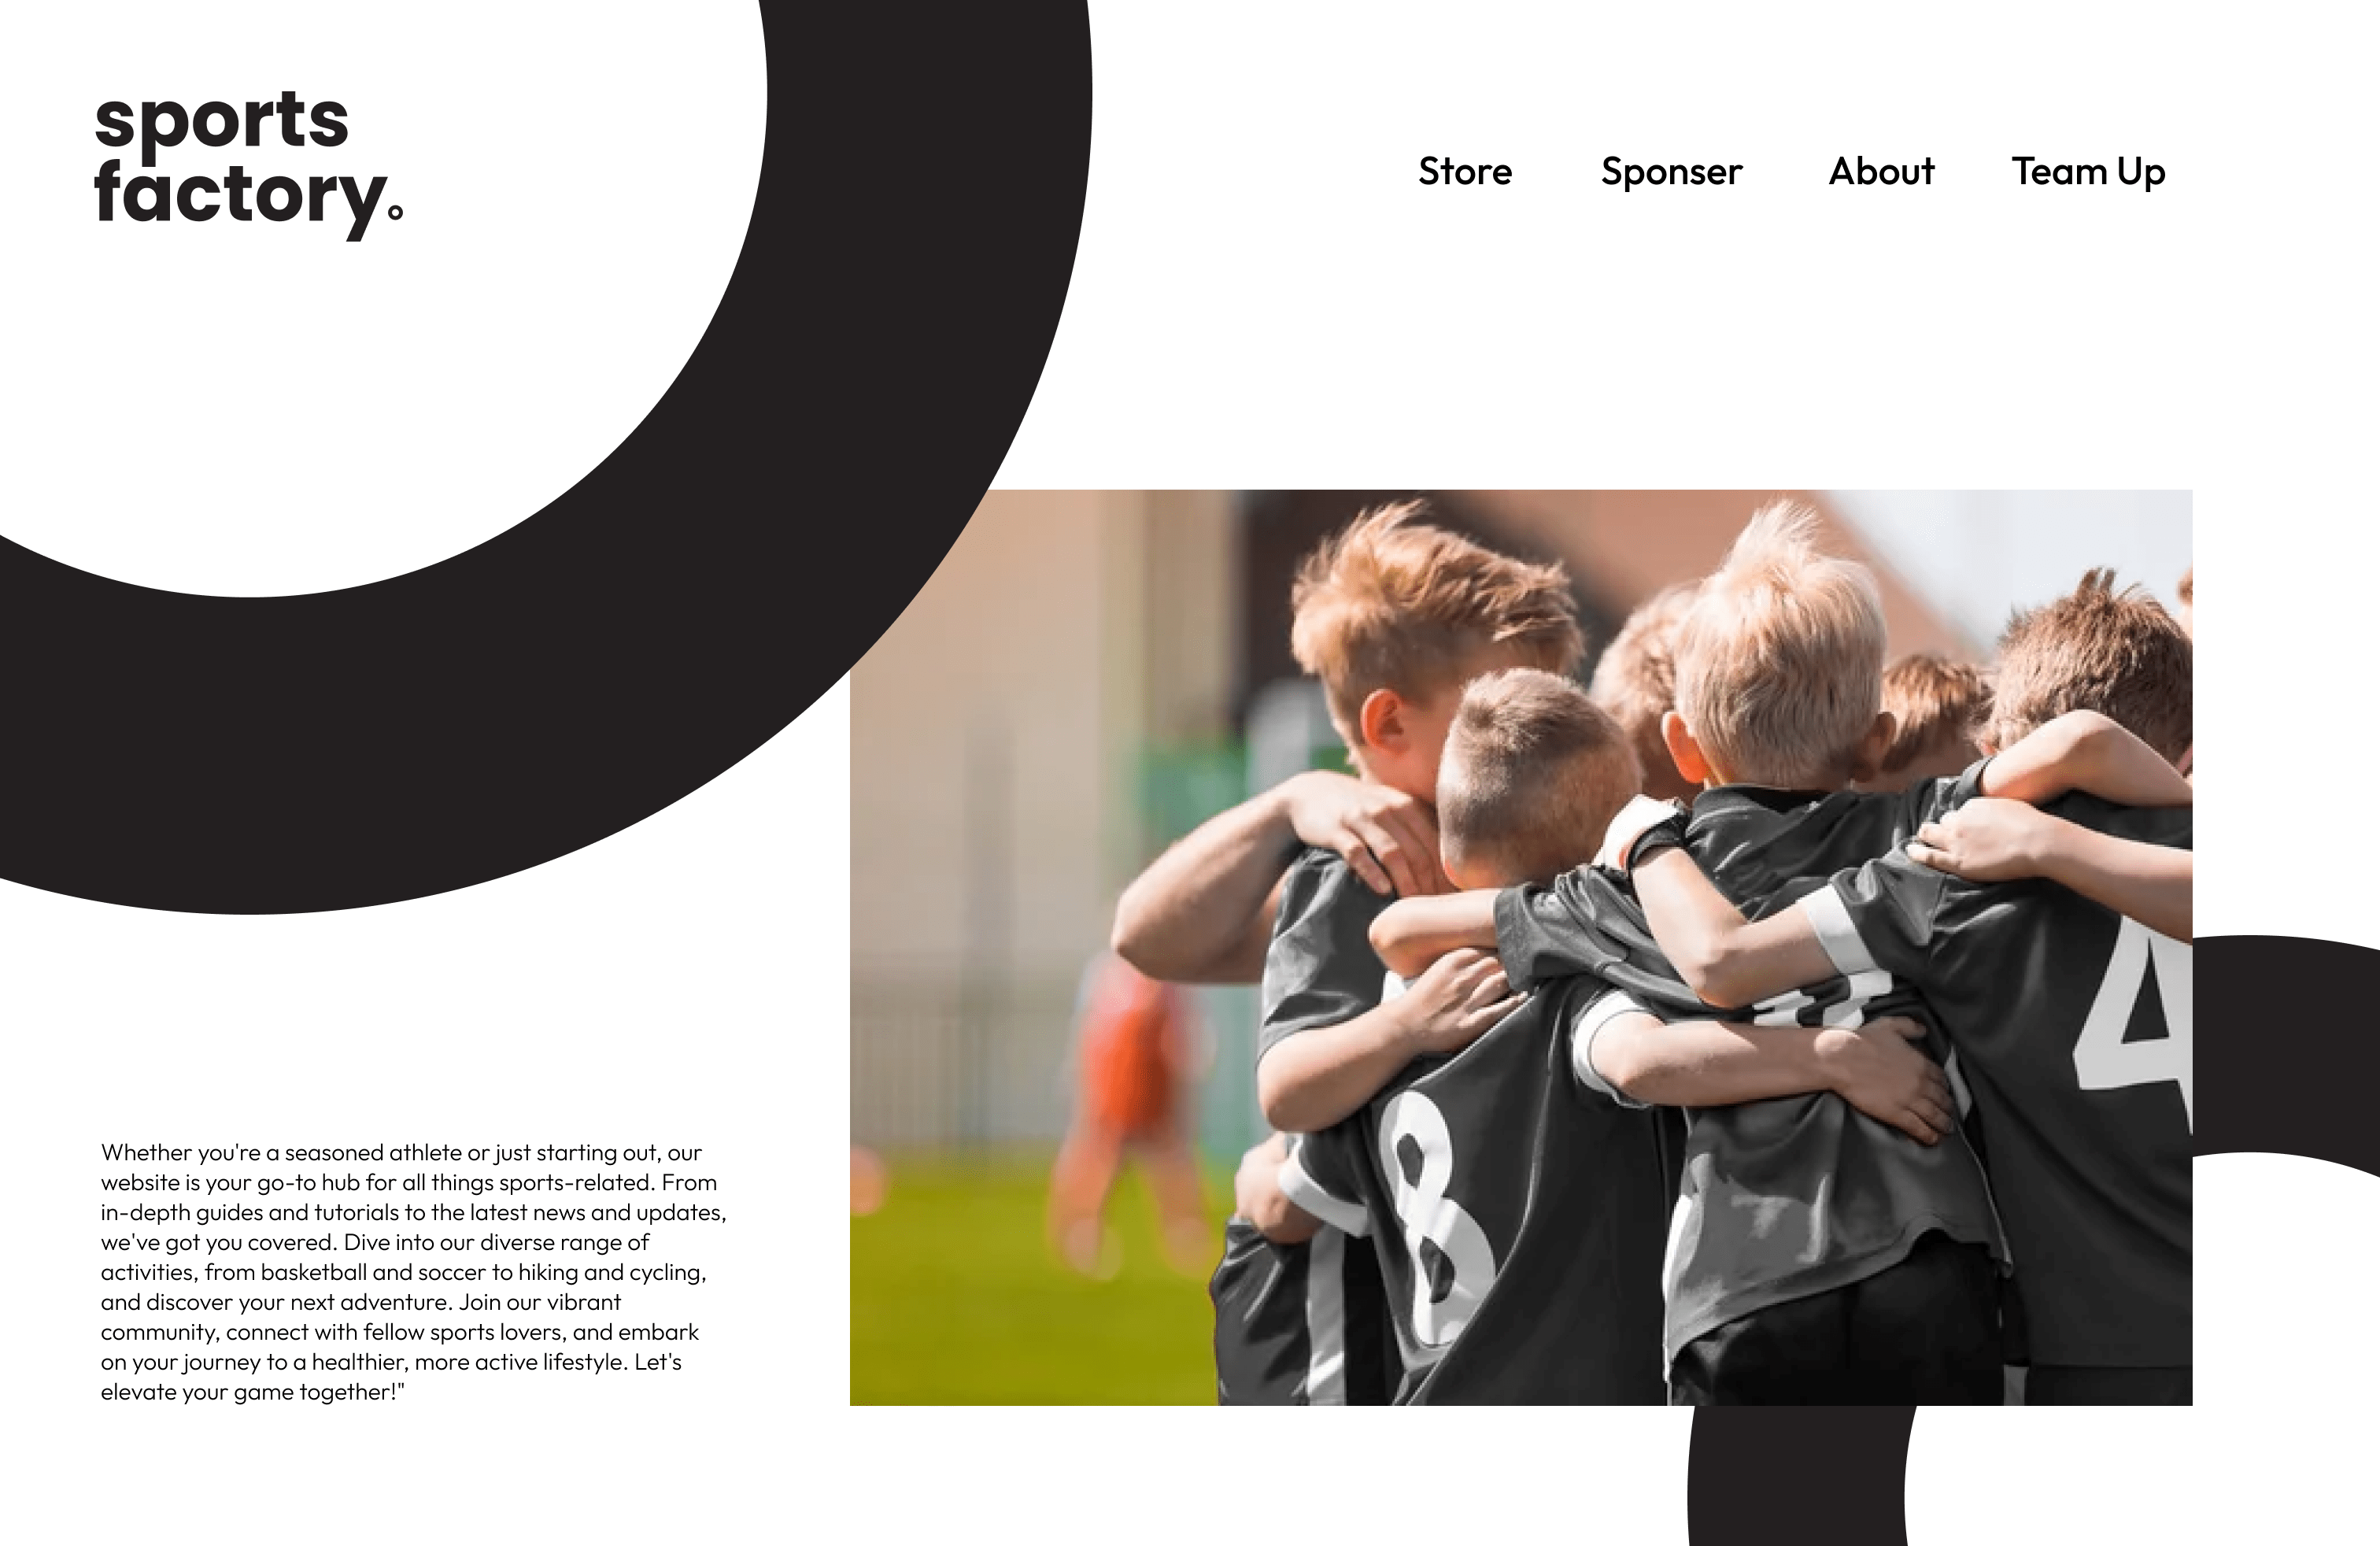 sports
factory.
Store
Sponser
About
Team Up
8
4
Whether you're a seasoned athlete or just starting out, our
website is your go-to hub for all things sports-related. From
in-depth guides and tutorials to the latest news and updates,
we've got you covered. Dive into our diverse range of
activities, from basketball and soccer to hiking and cycling,
and discover your next adventure. Join our vibrant
community, connect with fellow sports lovers, and embark
on your journey to a healthier, more active lifestyle. Let's
elevate your game together!"